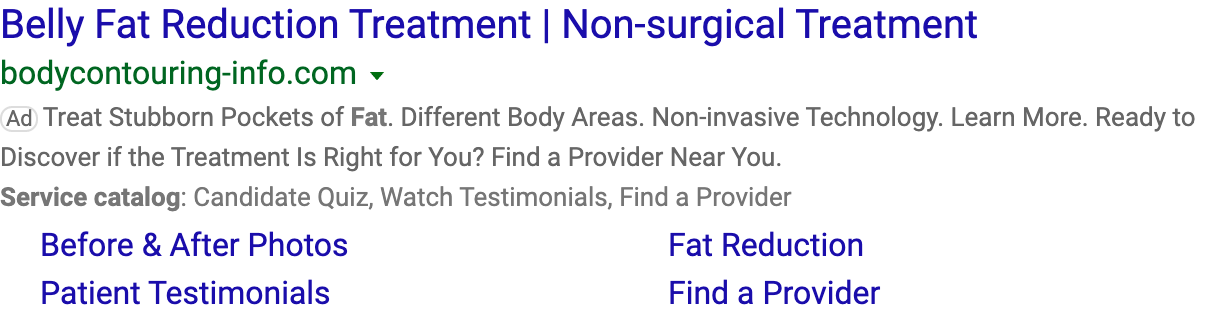 Belly Fat Reduction Treatment | Non-surgical Treatment
bodycontouring-info.com
Ad Treat Stubborn Pockets of Fat. Different Body Areas. Non-invasive Technology. Learn More. Ready to
Discover if the Treatment Is Right for You? Find a Provider Near You.
Service catalog: Candidate Quiz, Watch Testimonials, Find a Provider
Before & After Photos
Fat Reduction
Patient Testimonials
Find a Provider